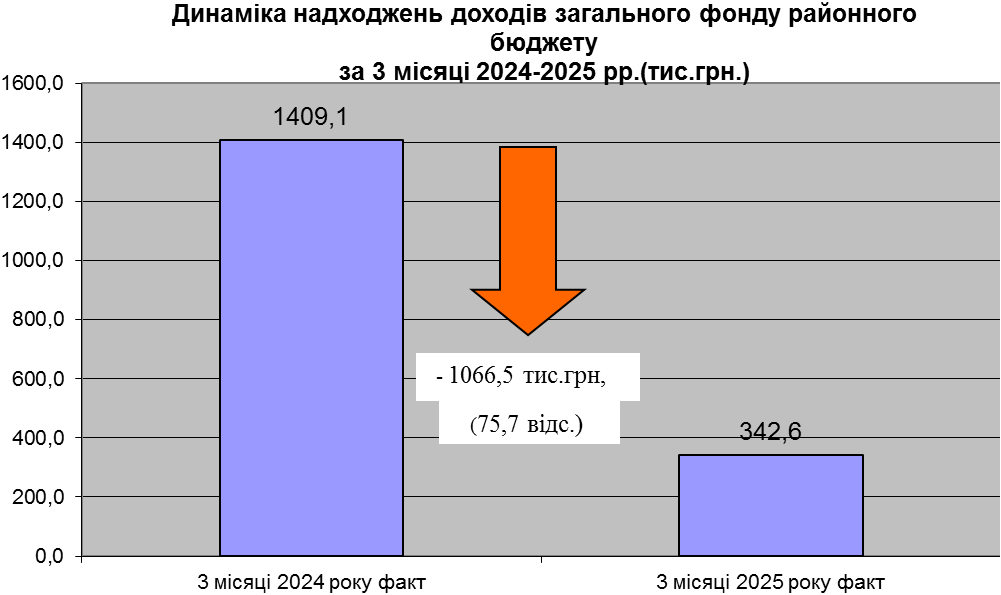 Динаміка надходжень доходів загального фонду районного
бюджету
за 3 місяці 2024-2025 рр.(тис.грн.)
1600,0
1400,0
1200,0
1000,0
800,0
600,0
400,0
200,0
0,0
1409,1
- 1066,5 тис.грн,
(75,7 відс.)
342,6
3 місяці 2024 року факт
3 місяці 2025 року факт